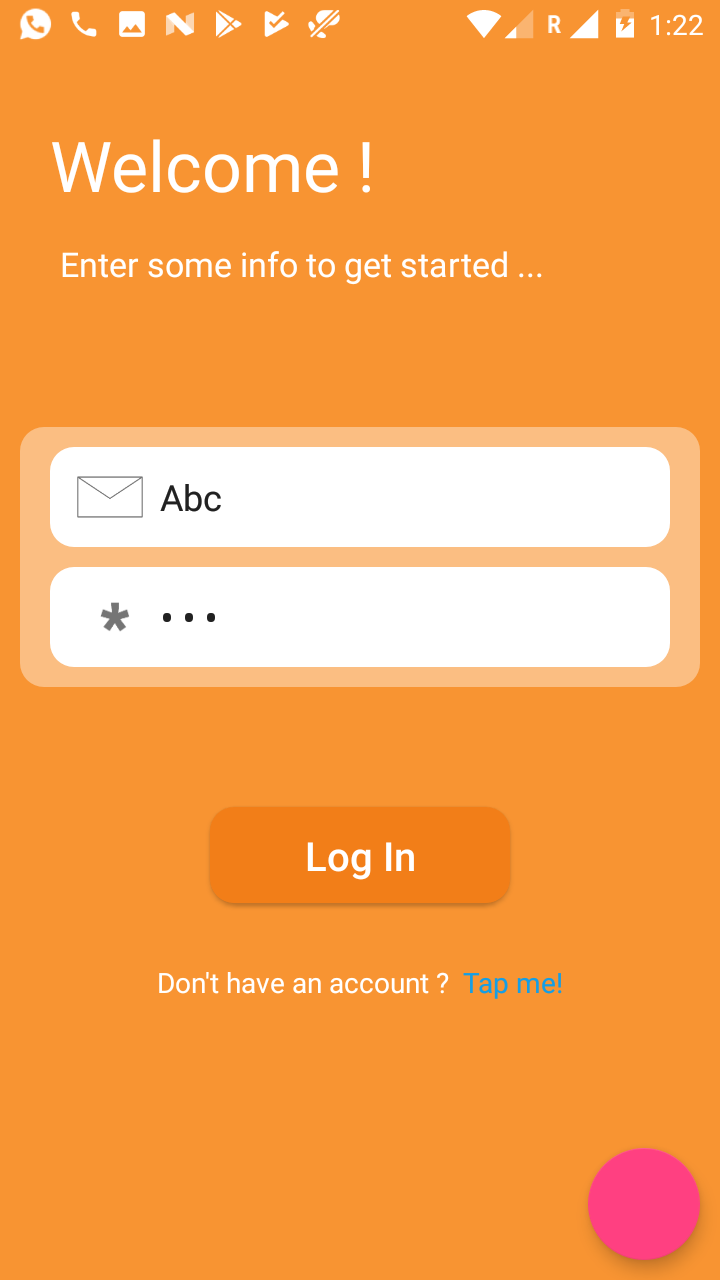 R 1:22
Welcome !
Enter some info to get started ...
Abc
* •••
Log In
Don't have an account ? Tap me!